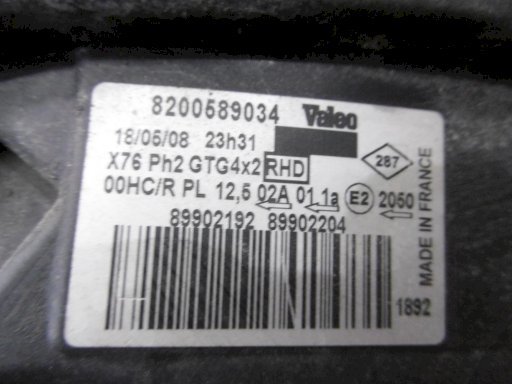 8200589034 Valeo
18/05/08 23h31
X76 Ph2 GTG4x2 RHD
287
00HC/R PL 12,5 02A 01.1a E2 2050
89902192 89902204
1892
MADE IN FRANCE